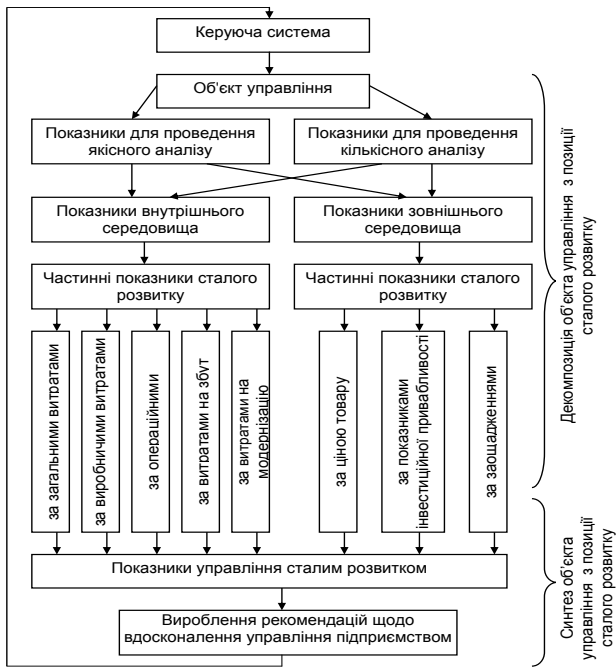 Керуюча система
Об'єкт управління
Показники для проведення
якісного аналізу
Показники для проведення
кількісного аналізу
Показники внутрішнього
середовища
Показники зовнішнього
середовища
Частинні показники сталого
розвитку
Частинні показники сталого
розвитку
за загальними витратами
за виробничими витратами
за операційними
за витратами на збут
за витратами на
модернізацію
за ціною товару
за показниками
інвестиційної привабливості
за заощадженнями
Показники управління сталим розвитком
Вироблення рекомендацій щодо
вдосконалення управління підприємством
Декомпозиція об'єкта управління з позиції
сталого розвитку
Синтез об'єкта
управління з позиції
сталого розвитку